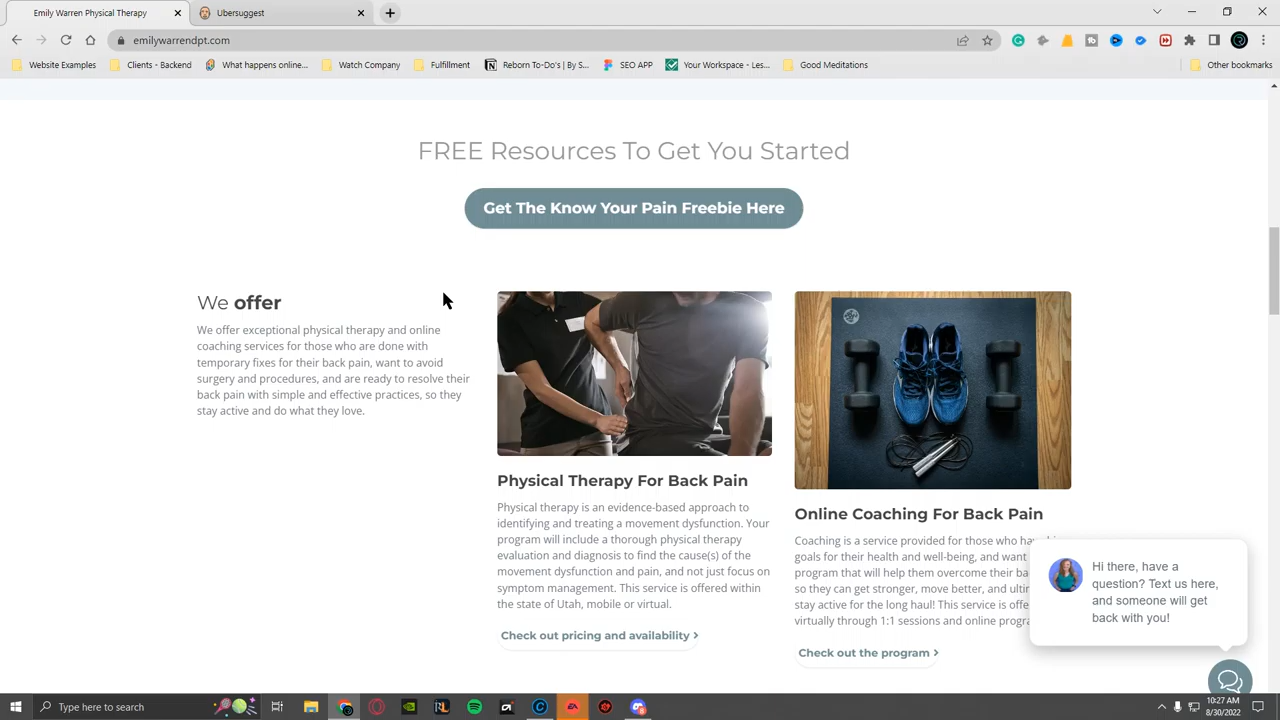 Emily Warren Physical Therapy
Ubersuggest
emilywarrendpt.com
Website Examples
Clients - Backend
What happens online...
Watch Company
Fulfillment
Reborn To-Do's | By S...
SEO APP
Your Workspace - Les...
Good Meditations
Other bookmarks
FREE Resources To Get You Started
Get The Know Your Pain Freebie Here
We offer
We offer exceptional physical therapy and online
coaching services for those who are done with
temporary fixes for their back pain, want to avoid
surgery and procedures, and are ready to resolve their
back pain with simple and effective practices, so they
stay active and do what they love.
Physical Therapy For Back Pain
Physical therapy is an evidence-based approach to
identifying and treating a movement dysfunction. Your
program will include a thorough physical therapy
evaluation and diagnosis to find the cause(s) of the
movement dysfunction and pain, and not just focus on
symptom management. This service is offered within
the state of Utah, mobile or virtual.
Check out pricing and availability
Online Coaching For Back Pain
Coaching is a service provided for those who
goals for their health and well-being, and want
program that will help them overcome their
so they can get stronger, move better, and
stay active for the long haul! This service is
virtually through 1:1 sessions and online
Check out the program
Hi there, have a
question? Text us here,
and someone will get
back with you!
Type here to search
10:27 AM
8/30/2022